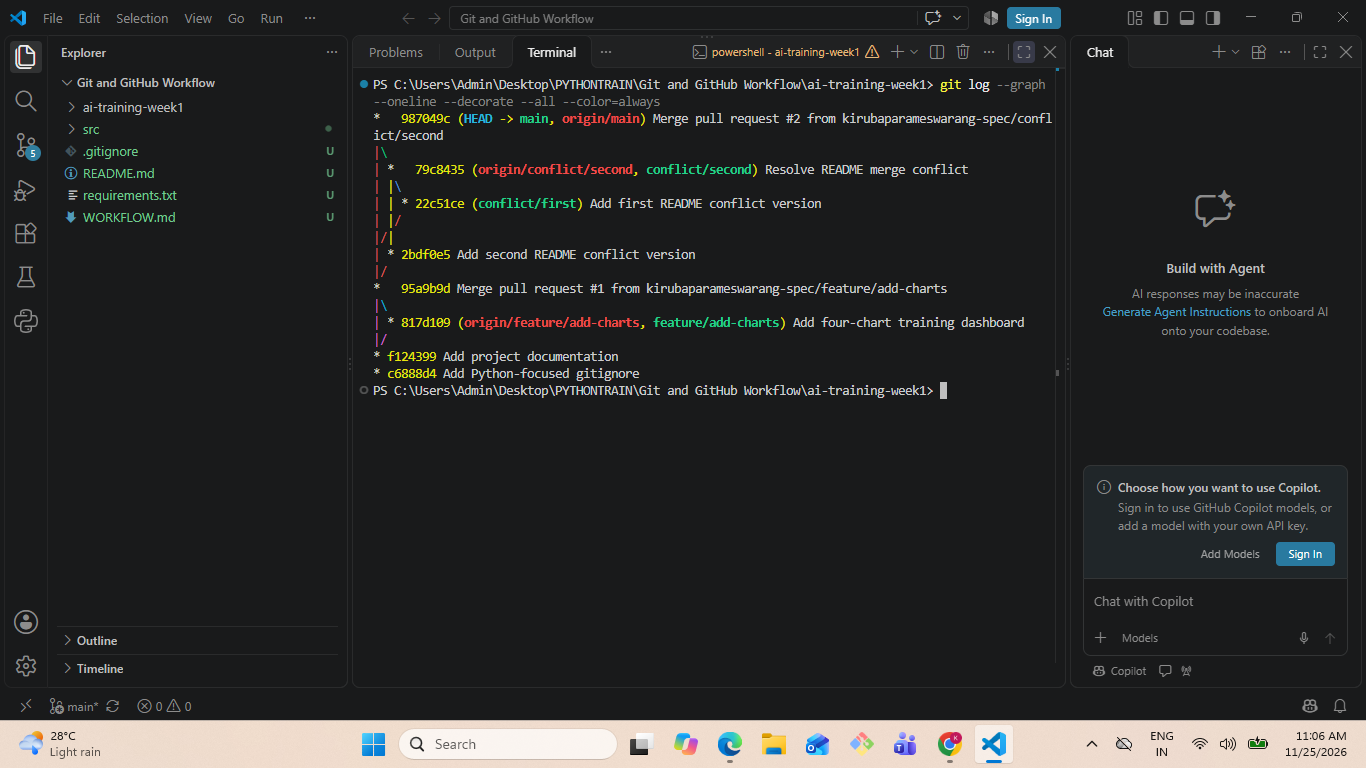 File Edit Selection View Go Run ··· Git and GitHub Workflow Sign In
Explorer ···
Git and GitHub Workflow
ai-training-week1
src
.gitignore U
README.md U
requirements.txt U
WORKFLOW.md U
5
Outline
Timeline
Problems Output Terminal ··· powershell - ai-training-week1 ···
PS C:\Users\Admin\Desktop\PYTHONTRAIN\Git and GitHub Workflow\ai-training-week1> git log --graph
--oneline --decorate --all --color=always
*   987049c (HEAD -> main, origin/main) Merge pull request #2 from kirubaparameswarang-spec/confl
ict/second
|\
| *   79c8435 (origin/conflict/second, conflict/second) Resolve README merge conflict
| |\
| | * 22c51ce (conflict/first) Add first README conflict version
| |/
|/|
| * 2bdf0e5 Add second README conflict version
|/
*   95a9b9d Merge pull request #1 from kirubaparameswarang-spec/feature/add-charts
|\
| * 817d109 (origin/feature/add-charts, feature/add-charts) Add four-chart training dashboard
|/
* f124399 Add project documentation
* c6888d4 Add Python-focused gitignore
PS C:\Users\Admin\Desktop\PYTHONTRAIN\Git and GitHub Workflow\ai-training-week1>
Chat ···
Build with Agent
AI responses may be inaccurate
Generate Agent Instructions to onboard AI
onto your codebase.
Choose how you want to use Copilot.
Sign in to use GitHub Copilot models, or
add a model with your own API key.
Add Models Sign In
Chat with Copilot
Models
Copilot
main* 0 0
28°C
Light rain
Search
ENG
IN
11:06 AM
11/25/2026